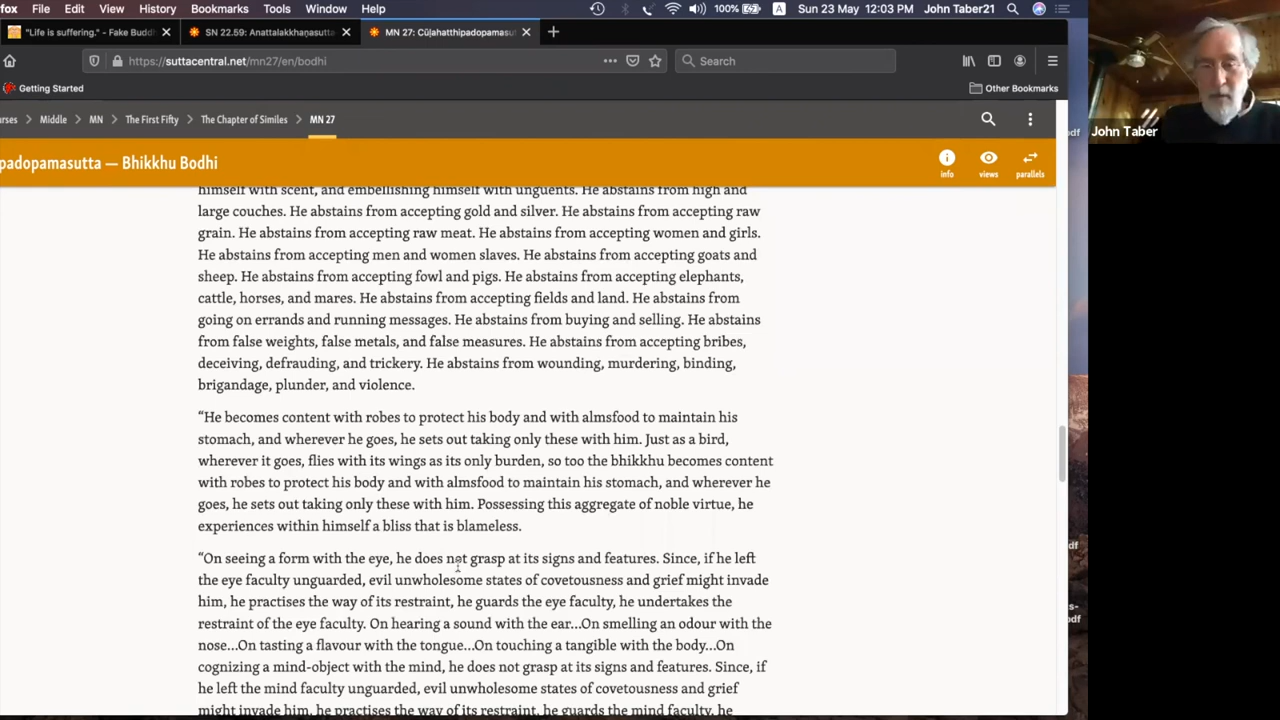 fox File Edit View History Bookmarks Tools Window Help 100% A Sun 23 May 12:03 PM John Taber21
"Life is suffering." - Fake Buddh × SN 22.59: Anattalakkhaṇasutta × MN 27: Cūḷahatthipadopamasut × +
https://suttacentral.net/mn27/en/bodhi ••• Search
Getting Started Other Bookmarks
urses > Middle > MN > The First Fifty > The Chapter of Similes > MN 27
padopamasutta — Bhikkhu Bodhi
info views parallels
himself with scent, and embellishing himself with unguents. He abstains from high and
large couches. He abstains from accepting gold and silver. He abstains from accepting raw
grain. He abstains from accepting raw meat. He abstains from accepting women and girls.
He abstains from accepting men and women slaves. He abstains from accepting goats and
sheep. He abstains from accepting fowl and pigs. He abstains from accepting elephants,
cattle, horses, and mares. He abstains from accepting fields and land. He abstains from
going on errands and running messages. He abstains from buying and selling. He abstains
from false weights, false metals, and false measures. He abstains from accepting bribes,
deceiving, defrauding, and trickery. He abstains from wounding, murdering, binding,
brigandage, plunder, and violence.
“He becomes content with robes to protect his body and with almsfood to maintain his
stomach, and wherever he goes, he sets out taking only these with him. Just as a bird,
wherever it goes, flies with its wings as its only burden, so too the bhikkhu becomes content
with robes to protect his body and with almsfood to maintain his stomach, and wherever he
goes, he sets out taking only these with him. Possessing this aggregate of noble virtue, he
experiences within himself a bliss that is blameless.
“On seeing a form with the eye, he does not grasp at its signs and features. Since, if he left
the eye faculty unguarded, evil unwholesome states of covetousness and grief might invade
him, he practises the way of its restraint, he guards the eye faculty, he undertakes the
restraint of the eye faculty. On hearing a sound with the ear…On smelling an odour with the
nose…On tasting a flavour with the tongue…On touching a tangible with the body…On
cognizing a mind-object with the mind, he does not grasp at its signs and features. Since, if
he left the mind faculty unguarded, evil unwholesome states of covetousness and grief
might invade him, he practises the way of its restraint, he guards the mind faculty, he
John Taber
pdf
df
s-
df